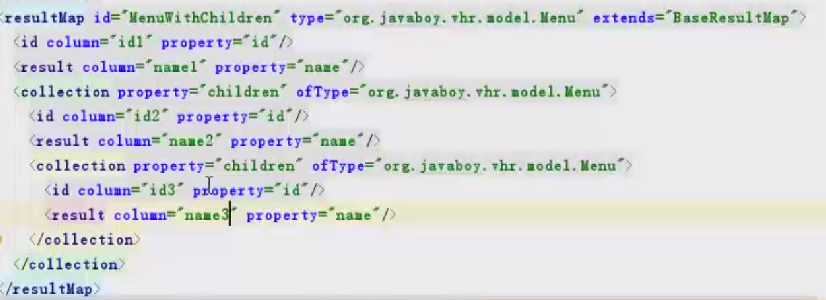 <resultMap id="MenuWithChildren" type="org.javaboy.vhr.model.Menu" extends="BaseResultMap">
<id column="id1" property="id"/>
<result column="name1" property="name"/>
<collection property="children" ofType="org.javaboy.vhr.model.Menu">
<id column="id2" property="id"/>
<result column="name2" property="name"/>
<collection property="children" ofType="org.javaboy.vhr.model.Menu">
<id column="id3" property="id"/>
<result column="name3" property="name"/>
</collection>
</collection>
</resultMap>